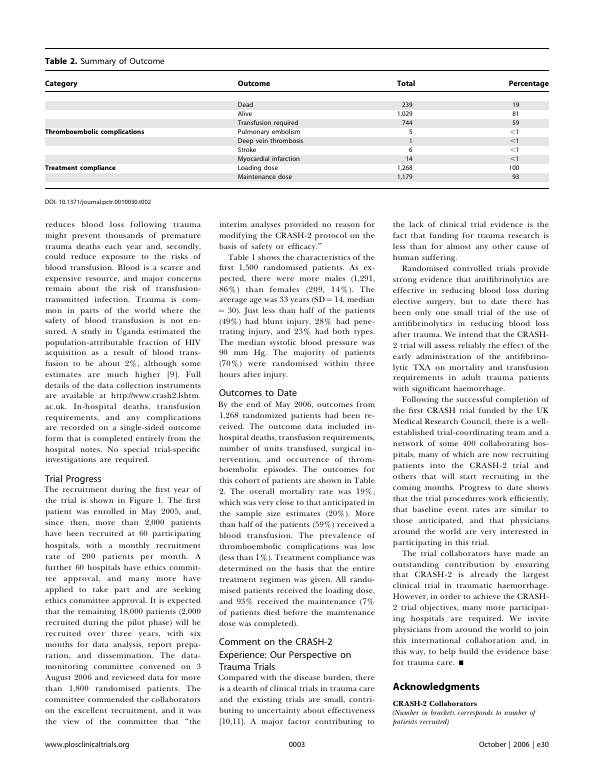 Table 2. Summary of Outcome
Category Outcome Total Percentage
Dead 239 19
Alive 1,029 81
Transfusion required 744 59
Thromboembolic complications Pulmonary embolism 5 <1
Deep vein thrombosis 1 <1
Stroke 6 <1
Myocardial infarction 14 <1
Treatment compliance Loading dose 1,268 100
Maintenance dose 1,179 93
DOI: 10.1371/journal.pctr.0010030.t002
reduces blood loss following trauma
might prevent thousands of premature
trauma deaths each year and, secondly,
could reduce exposure to the risks of
blood transfusion. Blood is a scarce and
expensive resource, and major concerns
remain about the risk of transfusion-
transmitted infection. Trauma is com-
mon in parts of the world where the
safety of blood transfusion is not en-
sured. A study in Uganda estimated the
population-attributable fraction of HIV
acquisition as a result of blood trans-
fusion to be about 2%, although some
estimates are much higher [9]. Full
details of the data collection instruments
are available at http://www.crash2.lshtm.
ac.uk. In-hospital deaths, transfusion
requirements, and any complications
are recorded on a single-sided outcome
form that is completed entirely from the
hospital notes. No special trial-specific
investigations are required.
Trial Progress
The recruitment during the first year of
the trial is shown in Figure 1. The first
patient was enrolled in May 2005, and,
since then, more than 2,000 patients
have been recruited at 60 participating
hospitals, with a monthly recruitment
rate of 200 patients per month. A
further 60 hospitals have ethics commit-
tee approval, and many more have
applied to take part and are seeking
ethics committee approval. It is expected
that the remaining 18,000 patients (2,000
recruited during the pilot phase) will be
recruited over three years, with six
months for data analysis, report prepa-
ration, and dissemination. The data-
monitoring committee convened on 3
August 2006 and reviewed data for more
than 1,800 randomised patients. The
committee commended the collaborators
on the excellent recruitment, and it was
the view of the committee that “the
interim analyses provided no reason for
modifying the CRASH-2 protocol on the
basis of safety or efficacy.”
Table 1 shows the characteristics of the
first 1,500 randomised patients. As ex-
pected, there were more males (1,291,
86%) than females (209, 14%). The
average age was 33 years (SD = 14, median
= 30). Just less than half of the patients
(49%) had blunt injury, 28% had pene-
trating injury, and 23% had both types.
The median systolic blood pressure was
90 mm Hg. The majority of patients
(70%) were randomised within three
hours after injury.
Outcomes to Date
By the end of May 2006, outcomes from
1,268 randomized patients had been re-
ceived. The outcome data included in-
hospital deaths, transfusion requirements,
number of units transfused, surgical in-
tervention, and occurrence of throm-
boembolic episodes. The outcomes for
this cohort of patients are shown in Table
2. The overall mortality rate was 19%,
which was very close to that anticipated in
the sample size estimates (20%). More
than half of the patients (59%) received a
blood transfusion. The prevalence of
thromboembolic complications was low
(less than 1%). Treatment compliance was
determined on the basis that the entire
treatment regimen was given. All rando-
mised patients received the loading dose,
and 93% received the maintenance (7%
of patients died before the maintenance
dose was completed).
Comment on the CRASH-2
Experience: Our Perspective on
Trauma Trials
Compared with the disease burden, there
is a dearth of clinical trials in trauma care
and the existing trials are small, contri-
buting to uncertainty about effectiveness
[10,11]. A major factor contributing to
the lack of clinical trial evidence is the
fact that funding for trauma research is
less than for almost any other cause of
human suffering.
Randomised controlled trials provide
strong evidence that antifibrinolytics are
effective in reducing blood loss during
elective surgery, but to date there has
been only one small trial of the use of
antifibrinolytics in reducing blood loss
after trauma. We intend that the CRASH-
2 trial will assess reliably the effect of the
early administration of the antifibrino-
lytic TXA on mortality and transfusion
requirements in adult trauma patients
with significant haemorrhage.
Following the successful completion of
the first CRASH trial funded by the UK
Medical Research Council, there is a well-
established trial-coordinating team and a
network of some 400 collaborating hos-
pitals, many of which are now recruiting
patients into the CRASH-2 trial and
others that will start recruiting in the
coming months. Progress to date shows
that the trial procedures work efficiently,
that baseline event rates are similar to
those anticipated, and that physicians
around the world are very interested in
participating in this trial.
The trial collaborators have made an
outstanding contribution by ensuring
that CRASH-2 is already the largest
clinical trial in traumatic haemorrhage.
However, in order to achieve the CRASH-
2 trial objectives, many more participat-
ing hospitals are required. We invite
physicians from around the world to join
this international collaboration and, in
this way, to help build the evidence base
for trauma care. ■
Acknowledgments
CRASH-2 Collaborators
(Number in brackets corresponds to number of
patients recruited)
www.plosclinicaltrials.org 0003 October | 2006 | e30